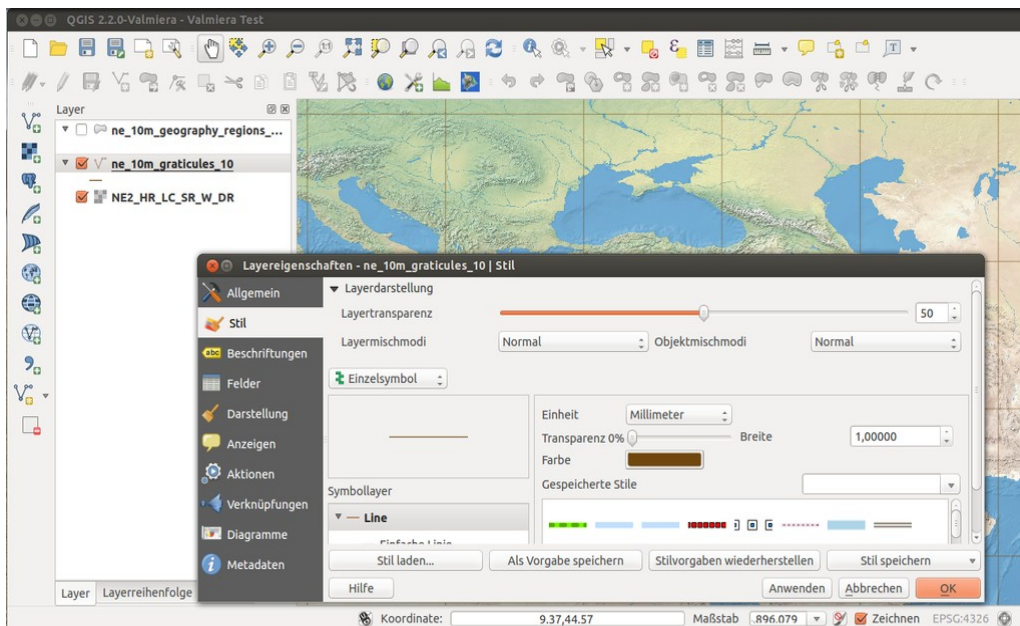 QGIS 2.2.0-Valmiera - Valmiera Test
Layer
ne_10m_geography_regions_...
ne_10m_graticules_10
NE2_HR_LC_SR_W_DR
Layereigenschaften - ne_10m_graticules_10 | Stil
Allgemein
Stil
Beschriftungen
Felder
Darstellung
Anzeigen
Aktionen
Verknüpfungen
Diagramme
Metadaten
Layerdarstellung
Layertransparenz 50
Layermischmodi Normal Objektmischmodi Normal
Einzelsymbol
Einheit Millimeter
Transparenz 0% Breite 1,00000
Farbe
Gespeicherte Stile
Symbollayer
Line
Einfache Linie
Stil laden... Als Vorgabe speichern Stilvorgaben wiederherstellen Stil speichern
Hilfe Anwenden Abbrechen OK
Layer Layerreihenfolge
Koordinate: 9.37,44.57 Maßstab .896.079 Zeichnen EPSG:4326